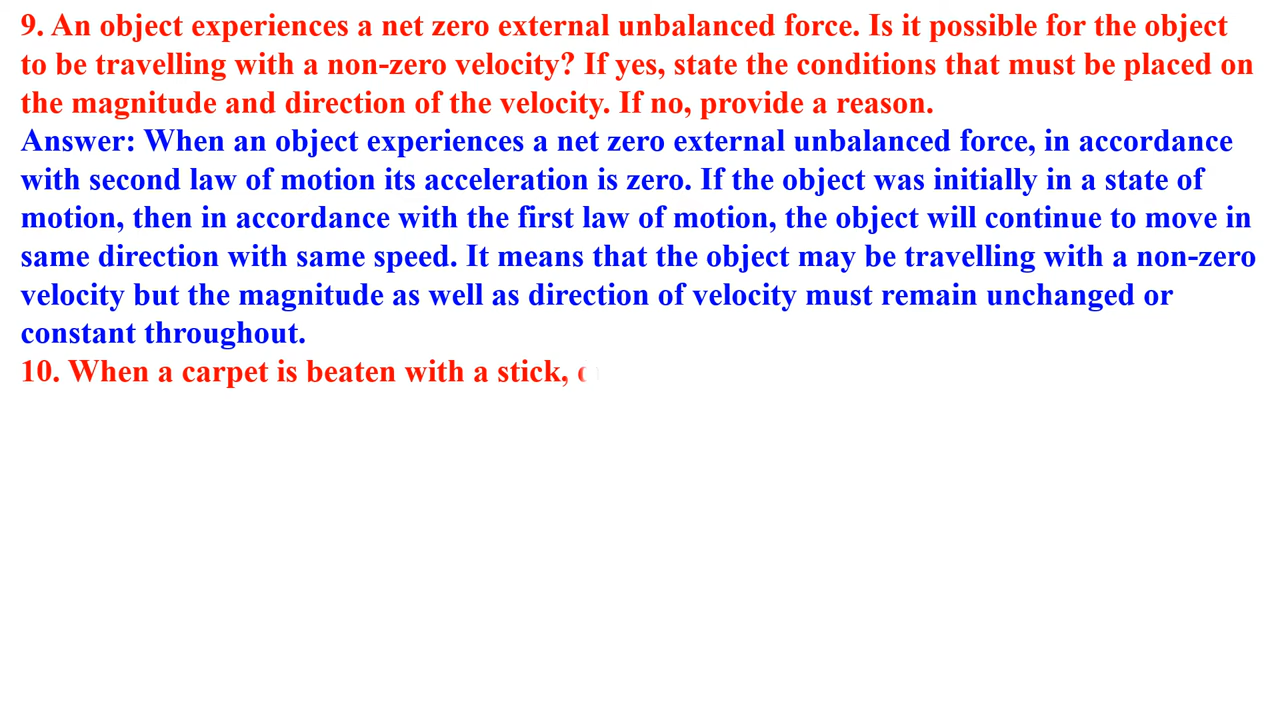 9. An object experiences a net zero external unbalanced force. Is it possible for the object
to be travelling with a non-zero velocity? If yes, state the conditions that must be placed on
the magnitude and direction of the velocity. If no, provide a reason.
Answer: When an object experiences a net zero external unbalanced force, in accordance
with second law of motion its acceleration is zero. If the object was initially in a state of
motion, then in accordance with the first law of motion, the object will continue to move in
same direction with same speed. It means that the object may be travelling with a non-zero
velocity but the magnitude as well as direction of velocity must remain unchanged or
constant throughout.
10. When a carpet is beaten with a stick,